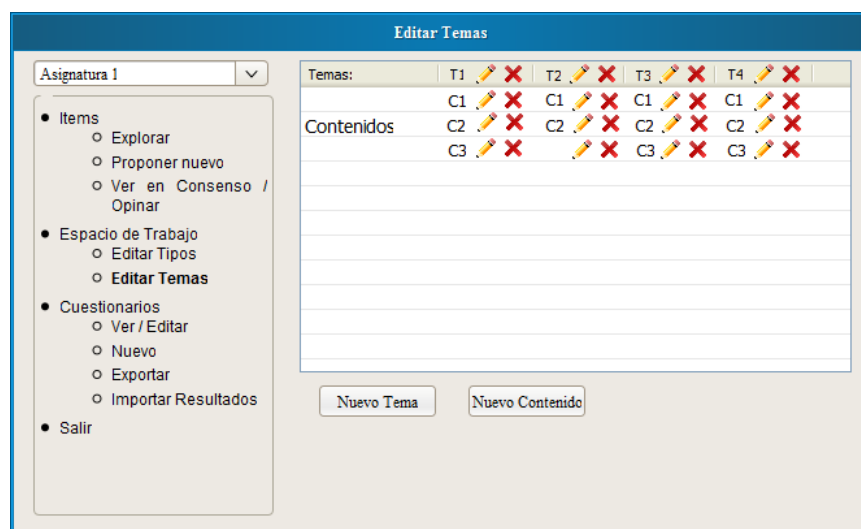 Editar Temas
Asignatura 1
Items
Explorar
Proponer nuevo
Ver en Consenso /
Opinar
Espacio de Trabajo
Editar Tipos
Editar Temas
Cuestionarios
Ver / Editar
Nuevo
Exportar
Importar Resultados
Salir
Temas: T1 T2 T3 T4
C1 C1 C1 C1
Contenidos C2 C2 C2 C2
C3 C3 C3
Nuevo Tema Nuevo Contenido